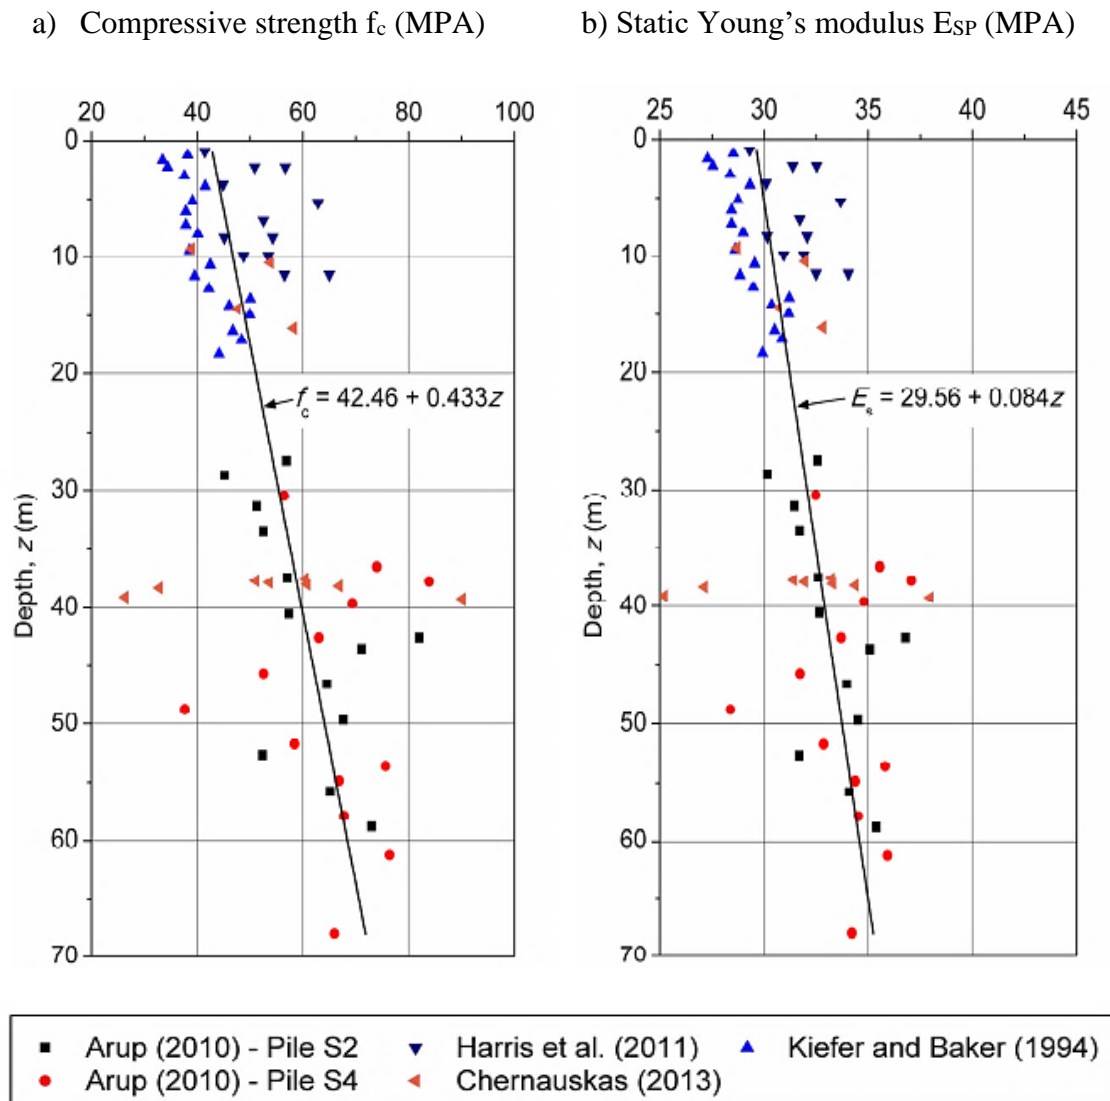 a) Compressive strength fc (MPA)
b) Static Young's modulus ESP (MPA)
20 40 60 80 100
25 30 35 40 45
0
10
20
30
40
50
60
70
Depth, z (m)
fc = 42.46 + 0.433z
0
10
20
30
40
50
60
70
Depth, z (m)
Es = 29.56 + 0.084z
Arup (2010) - Pile S2
Harris et al. (2011)
Kiefer and Baker (1994)
Arup (2010) - Pile S4
Chernauskas (2013)